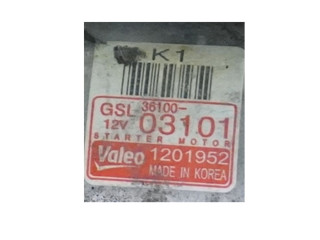 K1
GSL 36100-
12V 03101
STARTER MOTOR
Valeo 1201952
MADE IN KOREA